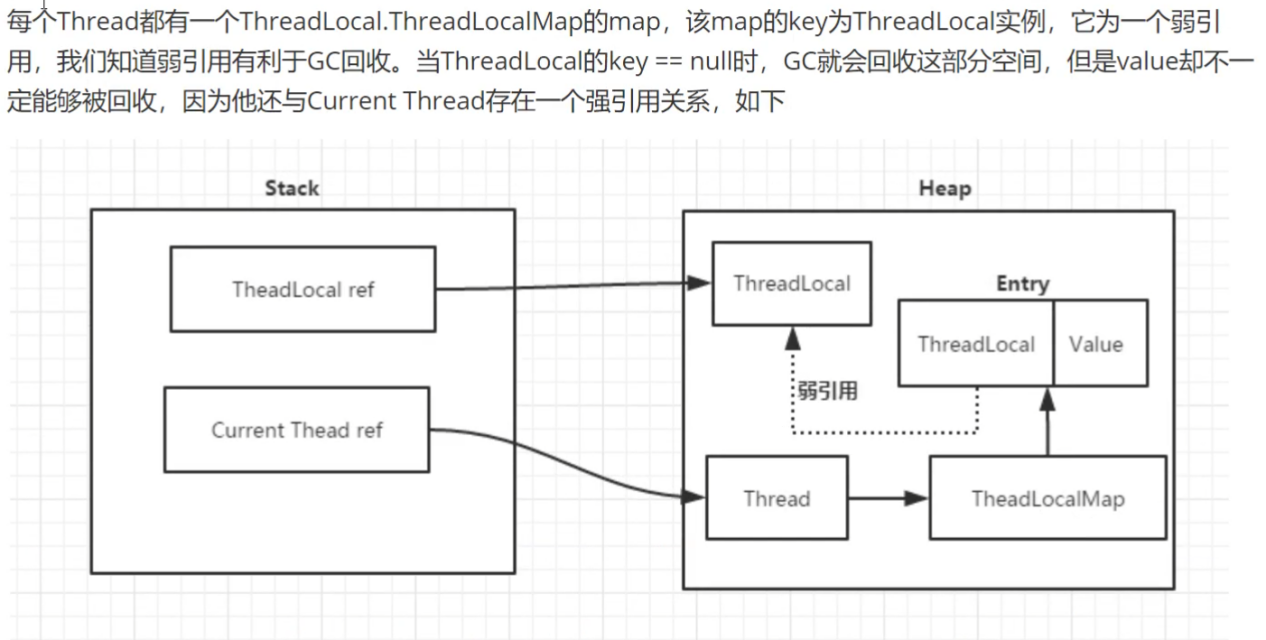 每个Thread都有一个ThreadLocal.ThreadLocalMap的map，该map的key为ThreadLocal实例，它为一个弱引
用，我们知道弱引用有利于GC回收。当ThreadLocal的key == null时，GC就会回收这部分空间，但是value却不一
定能够被回收，因为他还与Current Thread存在一个强引用关系，如下
Stack
Heap
TheadLocal ref
ThreadLocal
Entry
ThreadLocal
Value
弱引用
Current Thead ref
Thread
TheadLocalMap